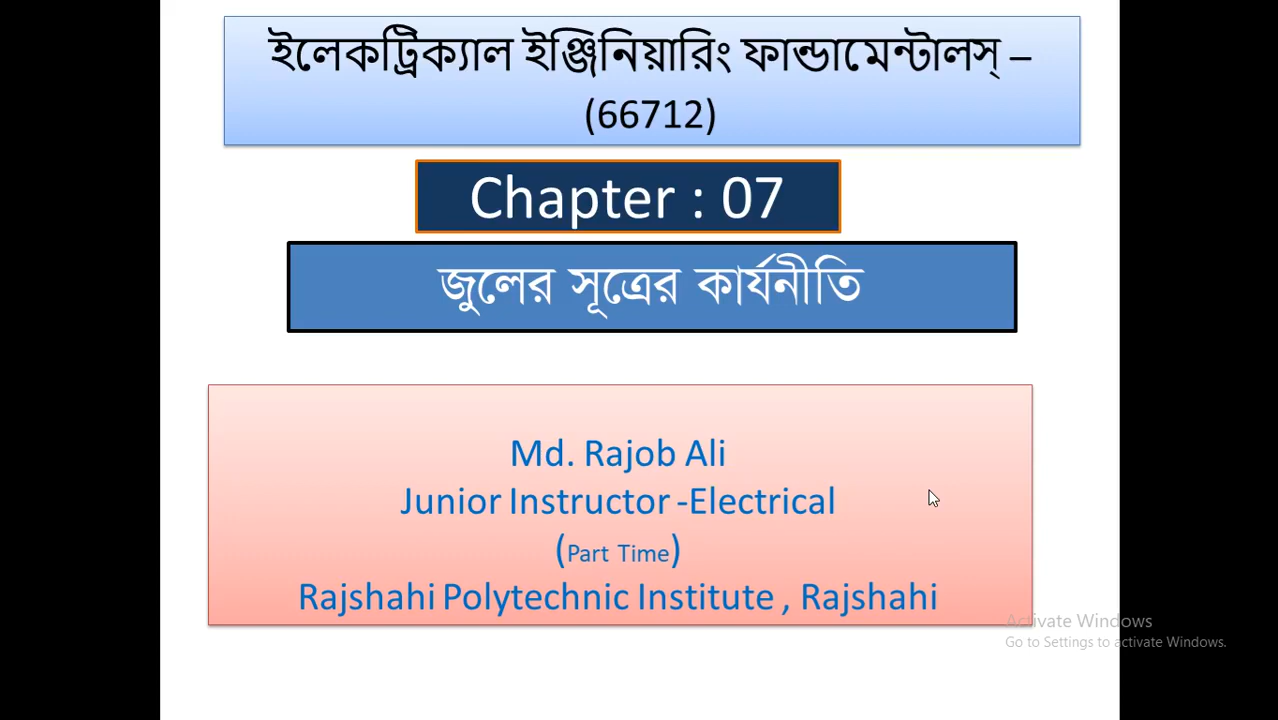 ইলেকট্রিক্যাল ইঞ্জিনিয়ারিং ফান্ডামেন্টালস্ –
(66712)
Chapter : 07
জুলের সূত্রের কার্যনীতি
Md. Rajob Ali
Junior Instructor -Electrical
(Part Time)
Rajshahi Polytechnic Institute , Rajshahi
Activate Windows
Go to Settings to activate Windows.